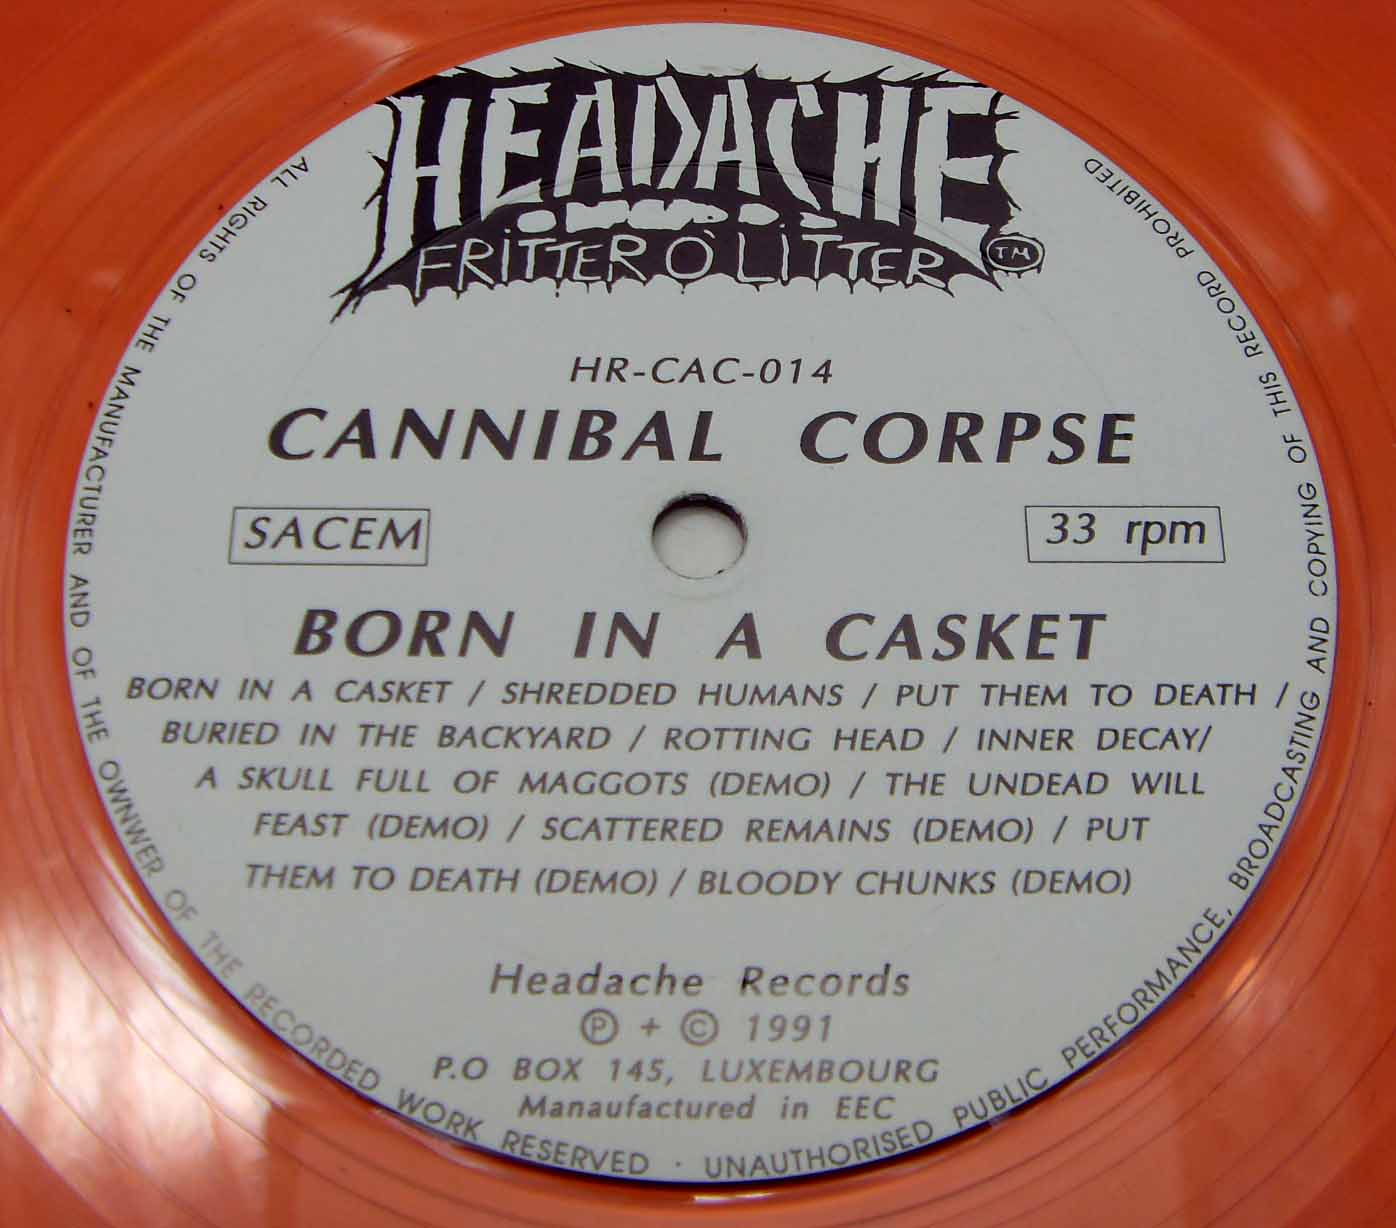 HEADACHE
FRITTER O' LITTER
TM
HR-CAC-014
CANNIBAL CORPSE
SACEM
33 rpm
BORN IN A CASKET
BORN IN A CASKET / SHREDDED HUMANS / PUT THEM TO DEATH /
BURIED IN THE BACKYARD / ROTTING HEAD / INNER DECAY/
A SKULL FULL OF MAGGOTS (DEMO) / THE UNDEAD WILL
FEAST (DEMO) / SCATTERED REMAINS (DEMO) / PUT
THEM TO DEATH (DEMO) / BLOODY CHUNKS (DEMO)
Headache Records
Ⓟ + © 1991
P.O BOX 145, LUXEMBOURG
Manaufactured in EEC
ALL RIGHTS OF THE MANUFACTURER AND OF THE OWNWER OF THE RECORDED WORK RESERVED · UNAUTHORISED PUBLIC PERFORMANCE, BROADCASTING AND COPYING OF THIS RECORD PROHIBITED